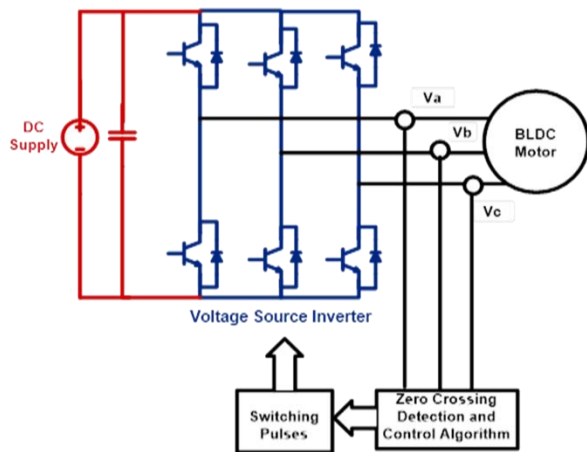 Va
DC
Supply
Vb
BLDC
Motor
Vc
Voltage Source Inverter
Switching
Pulses
Zero Crossing
Detection and
Control Algorithm